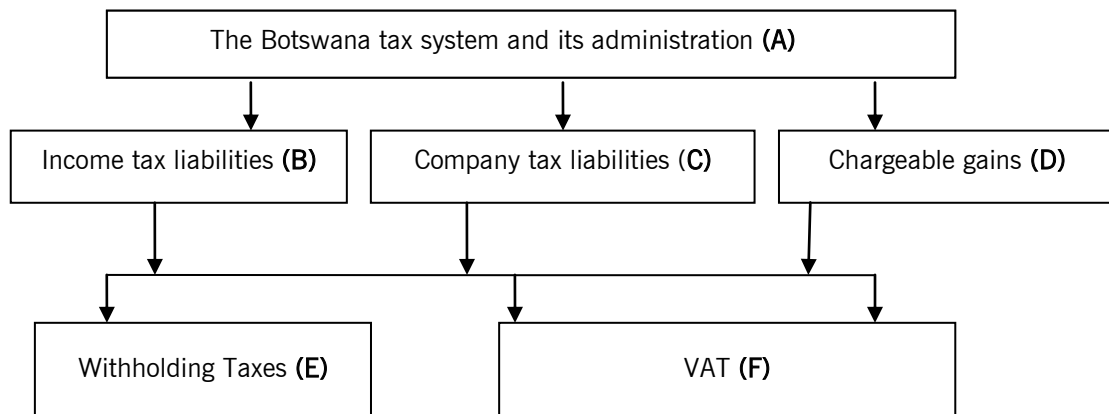 The Botswana tax system and its administration (A)
Income tax liabilities (B)
Company tax liabilities (C)
Chargeable gains (D)
Withholding Taxes (E)
VAT (F)